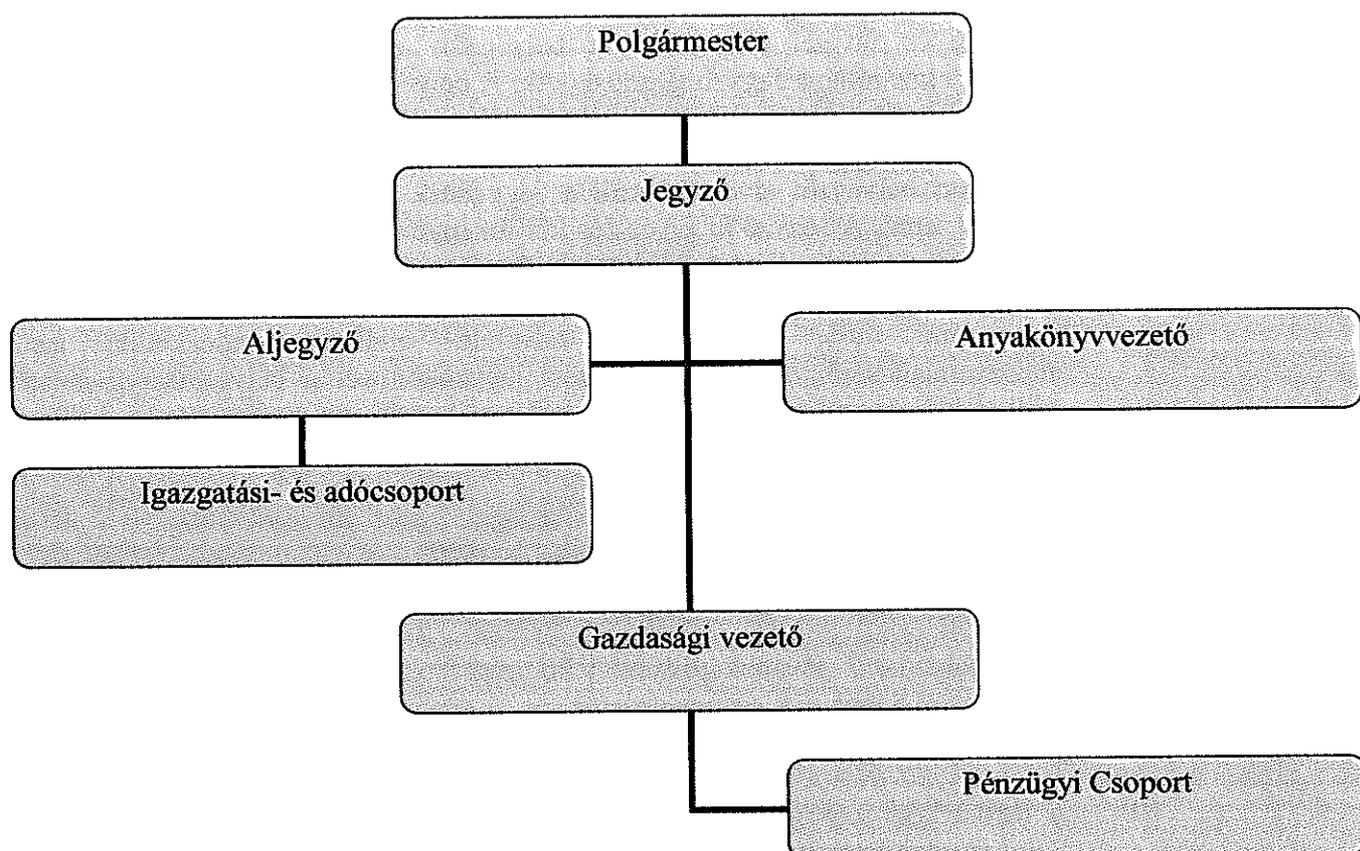 Polgármester
Jegyző
Aljegyző
Anyakönyvvezető
Igazgatási- és adócsoport
Gazdasági vezető
Pénzügyi Csoport